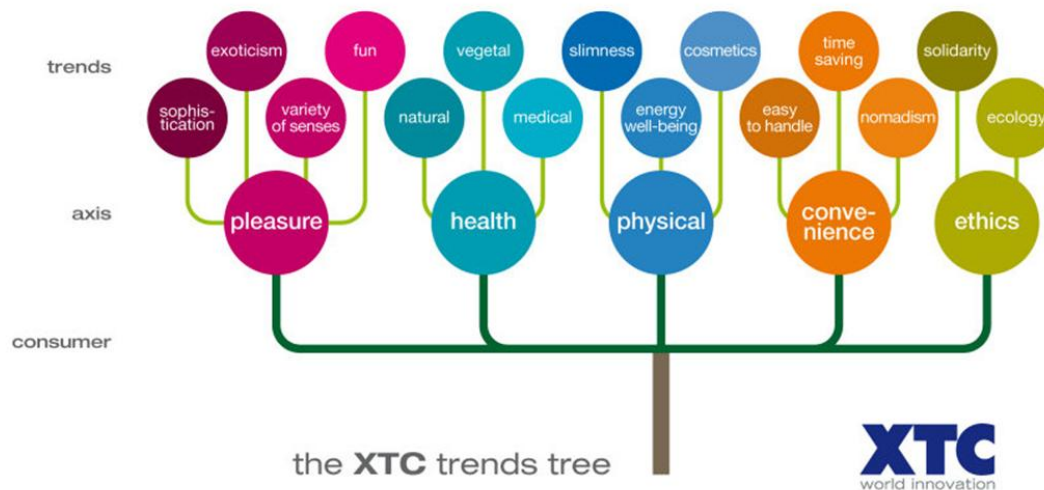 trends
exoticism
fun
vegetal
slimness
cosmetics
time
saving
solidarity
sophis-
tication
variety
of senses
natural
medical
energy
well-being
easy
to handle
nomadism
ecology
axis
pleasure
health
physical
conve-
nience
ethics
consumer
the XTC trends tree
XTC
world innovation